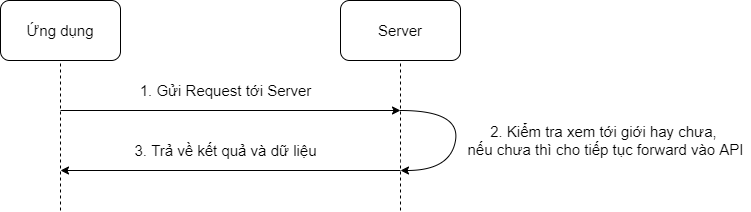 Ứng dụng
Server
1. Gửi Request tới Server
2. Kiểm tra xem tới giới hay chưa,
nếu chưa thì cho tiếp tục forward vào API
3. Trả về kết quả và dữ liệu